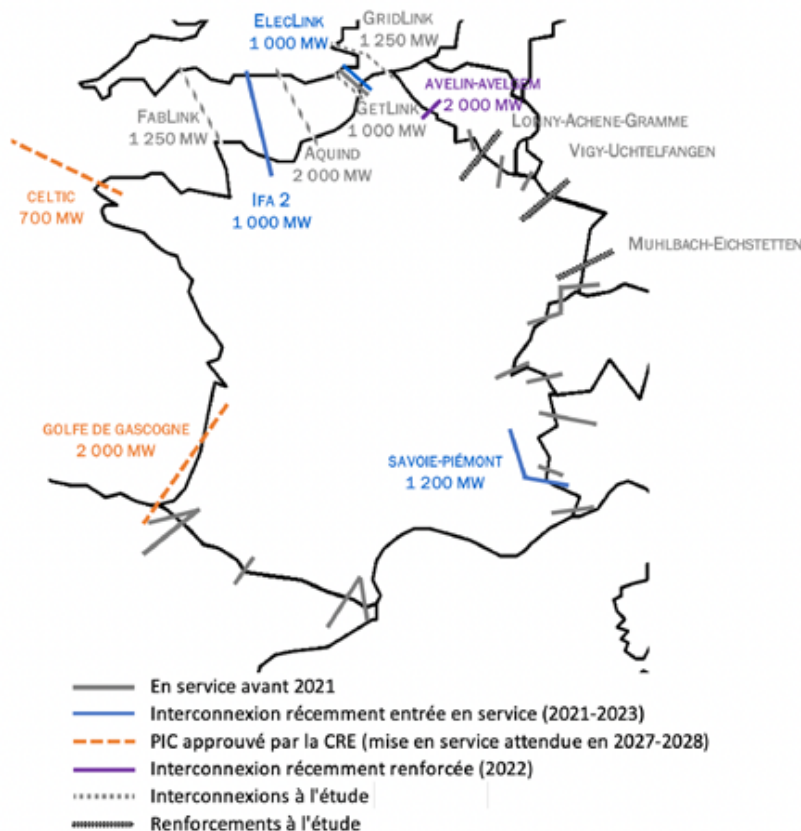 ELECLINK
1 000 MW
GRIDLINK
1 250 MW
AVELIN-AVELGEM
2 000 MW
FABLINK
1 250 MW
GETLINK
1 000 MW
LONNY-ACHENE-GRAMME
AQUIND
2 000 MW
VIGY-UCHTELFANGEN
CELTIC
700 MW
IFA 2
1 000 MW
MUHLBACH-EICHSTETTEN
GOLFE DE GASCOGNE
2 000 MW
SAVOIE-PIÉMONT
1 200 MW
En service avant 2021
Interconnexion récemment entrée en service (2021-2023)
PIC approuvé par la CRE (mise en service attendue en 2027-2028)
Interconnexion récemment renforcée (2022)
Interconnexions à l'étude
Renforcements à l'étude